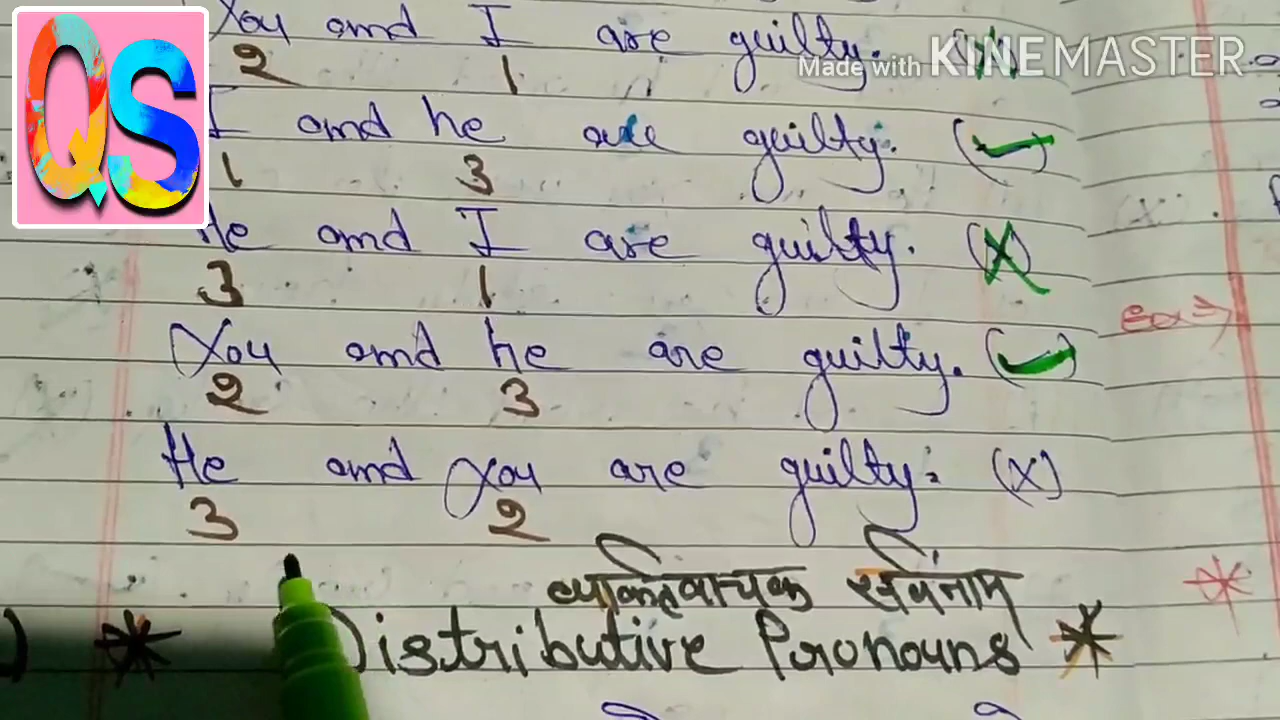 You and I are guilty. (X)
Made with KINEMASTER
2 1
QS
I and he are guilty. (✓)
1 3
He and I are guilty. (X)
3 1
You and he are guilty. (✓)
2 3
He and You are guilty. (X)
3 2
व्यक्तिवाचक सर्वनाम
* Distributive Pronouns *
(X)
ex⇒